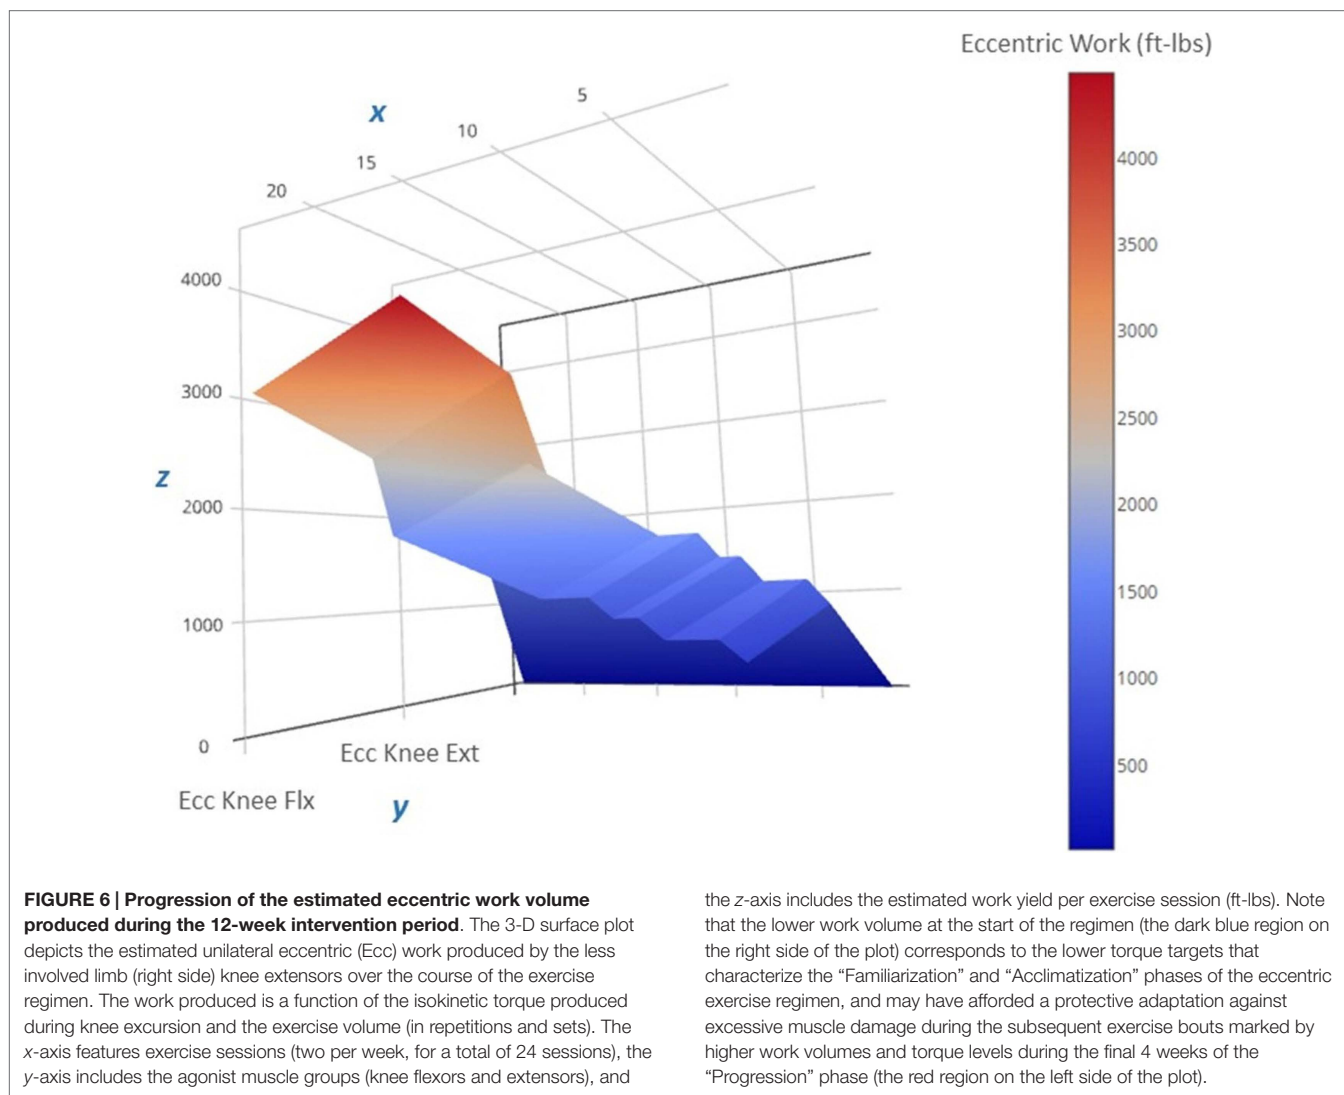 Eccentric Work (ft-lbs)
x
5
10
15
20
4000
3000
2000
1000
0
z
Ecc Knee Ext
Ecc Knee Flx
y
4000
3500
3000
2500
2000
1500
1000
500
FIGURE 6 | Progression of the estimated eccentric work volume
produced during the 12-week intervention period. The 3-D surface plot
depicts the estimated unilateral eccentric (Ecc) work produced by the less
involved limb (right side) knee extensors over the course of the exercise
regimen. The work produced is a function of the isokinetic torque produced
during knee excursion and the exercise volume (in repetitions and sets). The
x-axis features exercise sessions (two per week, for a total of 24 sessions), the
y-axis includes the agonist muscle groups (knee flexors and extensors), and
the z-axis includes the estimated work yield per exercise session (ft-lbs). Note
that the lower work volume at the start of the regimen (the dark blue region on
the right side of the plot) corresponds to the lower torque targets that
characterize the “Familiarization” and “Acclimatization” phases of the eccentric
exercise regimen, and may have afforded a protective adaptation against
excessive muscle damage during the subsequent exercise bouts marked by
higher work volumes and torque levels during the final 4 weeks of the
“Progression” phase (the red region on the left side of the plot).